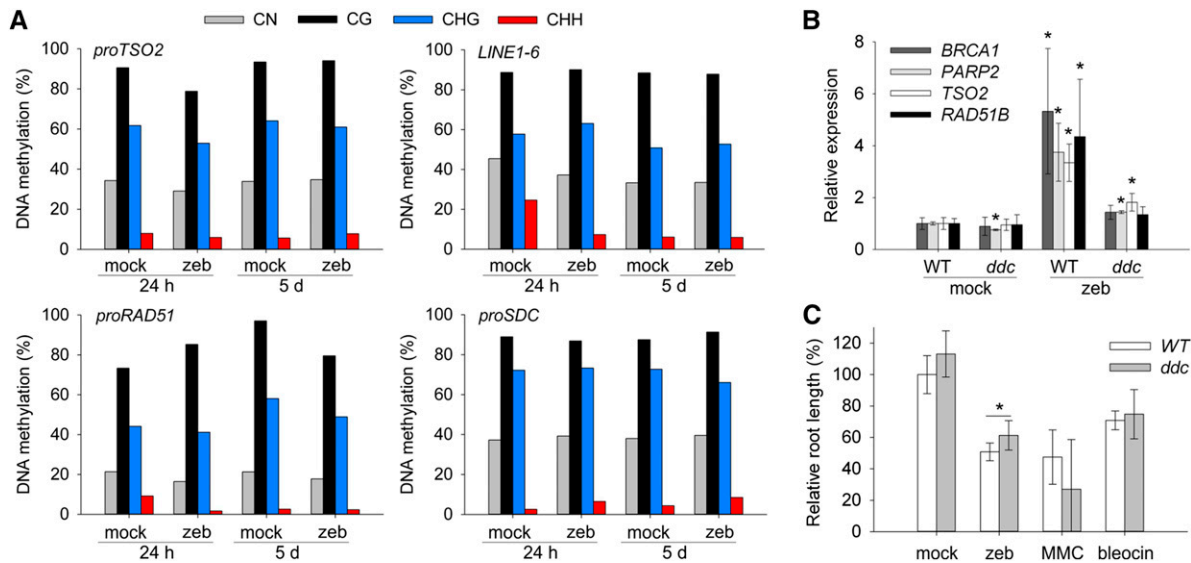 A
CN CG CHG CHH
proTSO2
DNA methylation (%)
100
80
60
40
20
0
mock zeb mock zeb
24 h 5 d
LINE1-6
DNA methylation (%)
100
80
60
40
20
0
mock zeb mock zeb
24 h 5 d
proRAD51
DNA methylation (%)
100
80
60
40
20
0
mock zeb mock zeb
24 h 5 d
proSDC
DNA methylation (%)
100
80
60
40
20
0
mock zeb mock zeb
24 h 5 d
B
BRCA1
PARP2
TSO2
RAD51B
Relative expression
8
6
4
2
0
* * * * * * *
WT ddc WT ddc
mock zeb
C
WT
ddc
Relative root length (%)
120
100
80
60
40
20
0
*
mock zeb MMC bleocin